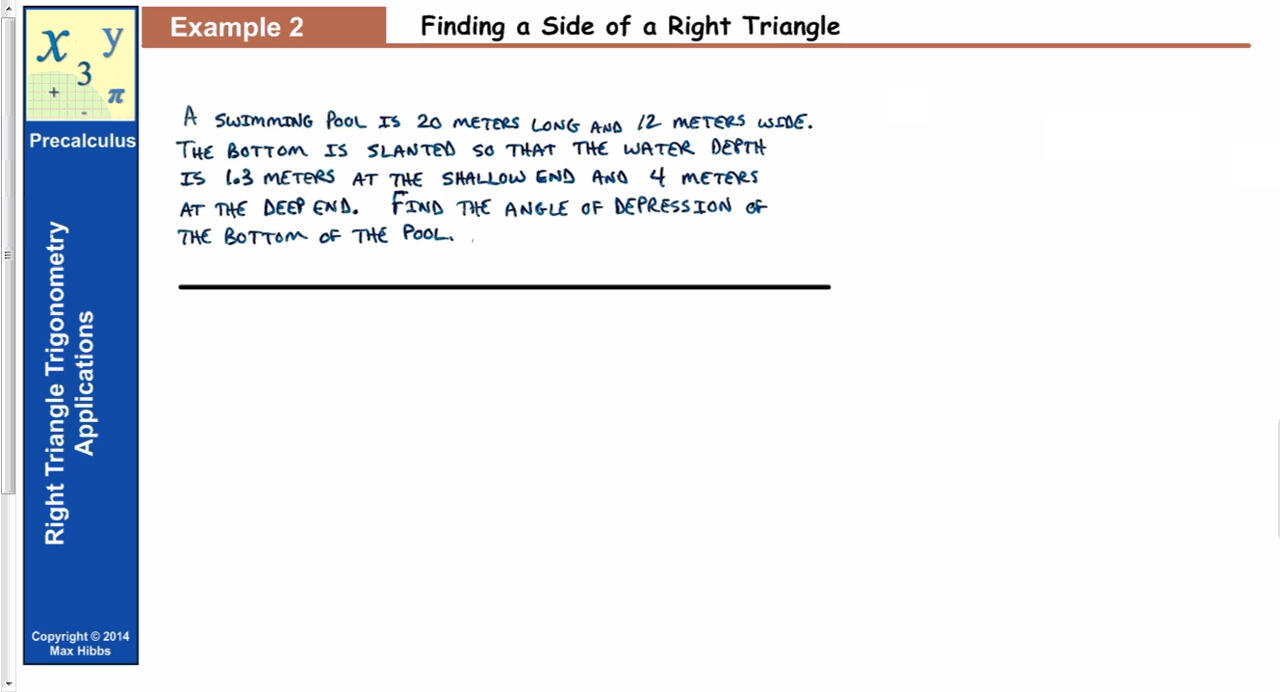 Example 2
Finding a Side of a Right Triangle
x y
3
+ π
-
Precalculus
Right Triangle Trigonometry
Applications
Copyright © 2014
Max Hibbs
A SWIMMING POOL IS 20 METERS LONG AND 12 METERS WIDE.
THE BOTTOM IS SLANTED SO THAT THE WATER DEPTH
IS 1.3 METERS AT THE SHALLOW END AND 4 METERS
AT THE DEEP END. FIND THE ANGLE OF DEPRESSION OF
THE BOTTOM OF THE POOL.